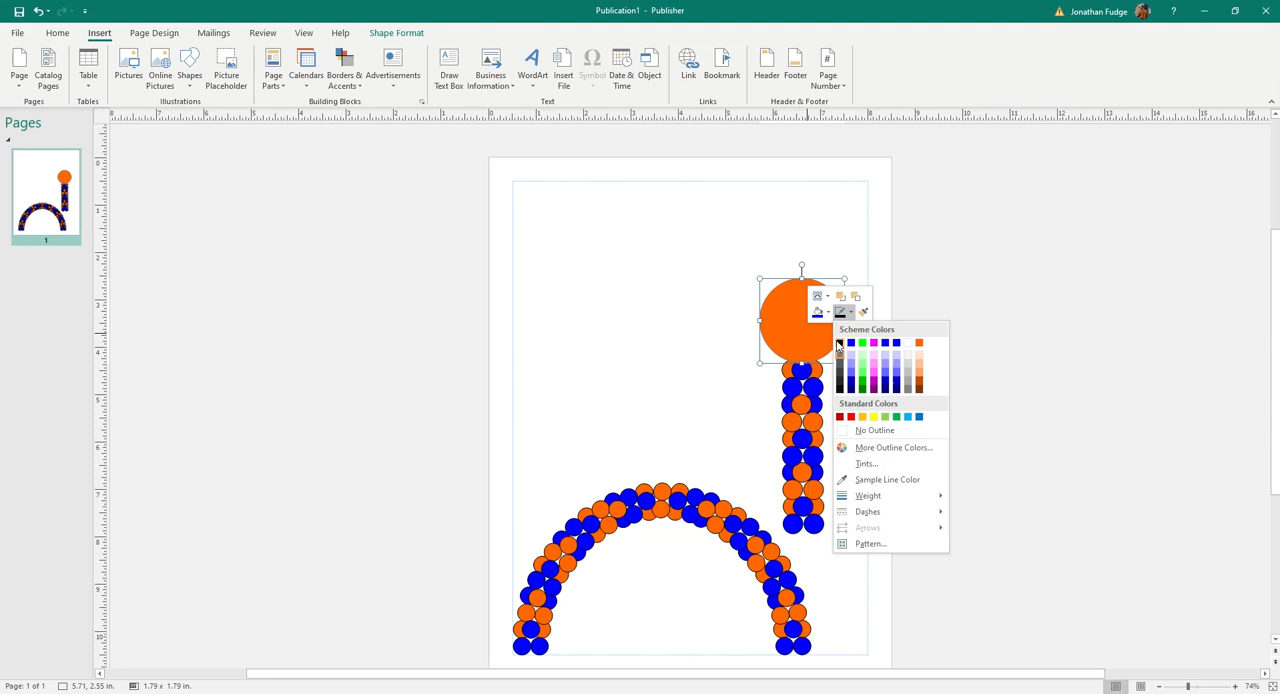 Publication1 - Publisher
Jonathan Fudge
?
File Home Insert Page Design Mailings Review View Help Shape Format
Page
Catalog Pages
Table
Pictures
Online Pictures
Shapes
Picture Placeholder
Page Parts
Calendars
Borders & Accents
Advertisements
Draw Text Box
Business Information
WordArt
Insert File
Symbol
Date & Time
Object
Link
Bookmark
Header
Footer
Page Number
Pages
Tables
Illustrations
Building Blocks
Text
Links
Header & Footer
Pages
1
Scheme Colors
Standard Colors
No Outline
More Outline Colors...
Tints...
Sample Line Color
Weight
Dashes
Arrows
Pattern...
Page: 1 of 1
5.71, 2.55 in.
1.79 x 1.79 in.
74%